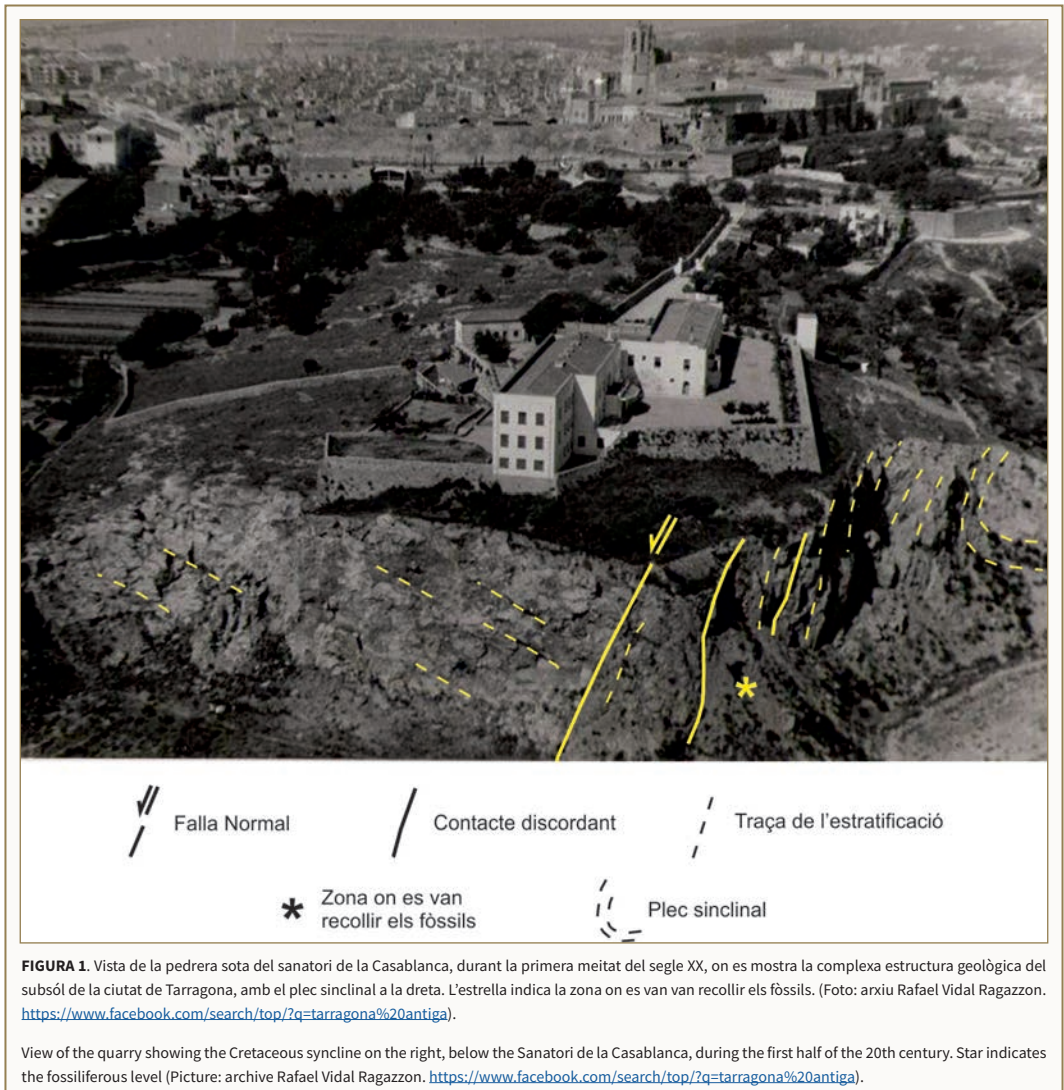 Falla Normal
Contacte discordant
Traça de l'estratificació
Zona on es van
recollir els fòssils
Plec sinclinal
FIGURA 1. Vista de la pedrera sota del sanatori de la Casablanca, durant la primera meitat del segle XX, on es mostra la complexa estructura geològica del
subsól de la ciutat de Tarragona, amb el plec sinclinal a la dreta. L'estrella indica la zona on es van van recollir els fòssils. (Foto: arxiu Rafael Vidal Ragazzon.
https://www.facebook.com/search/top/?q=tarragona%20antiga).
View of the quarry showing the Cretaceous syncline on the right, below the Sanatori de la Casablanca, during the first half of the 20th century. Star indicates
the fossiliferous level (Picture: archive Rafael Vidal Ragazzon. https://www.facebook.com/search/top/?q=tarragona%20antiga).